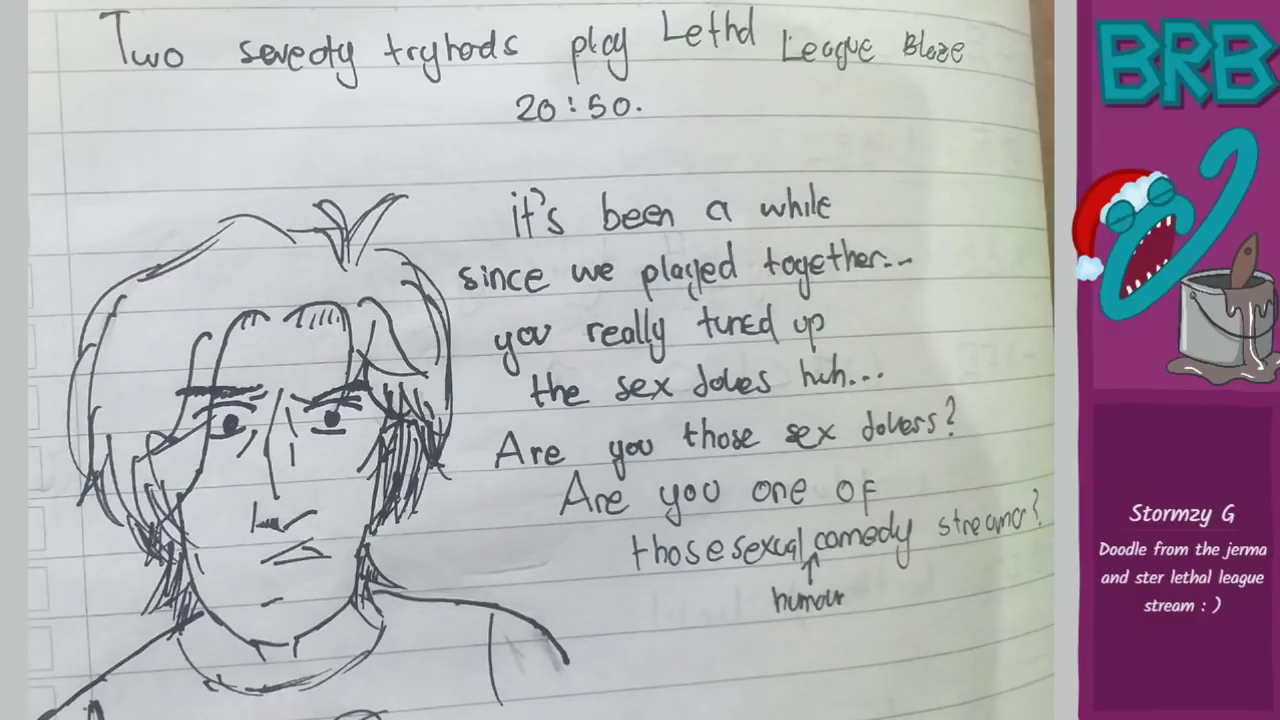 Two sweaty tryhards play Lethal League Blaze
20:50.
it's been a while
since we played together...
you really tuned up
the sex jokes huh...
Are you those sex jokers?
Are you one of
those sexual comedy streamer?
humour
BRB
Stormzy G
Doodle from the jerma
and ster lethal league
stream : )